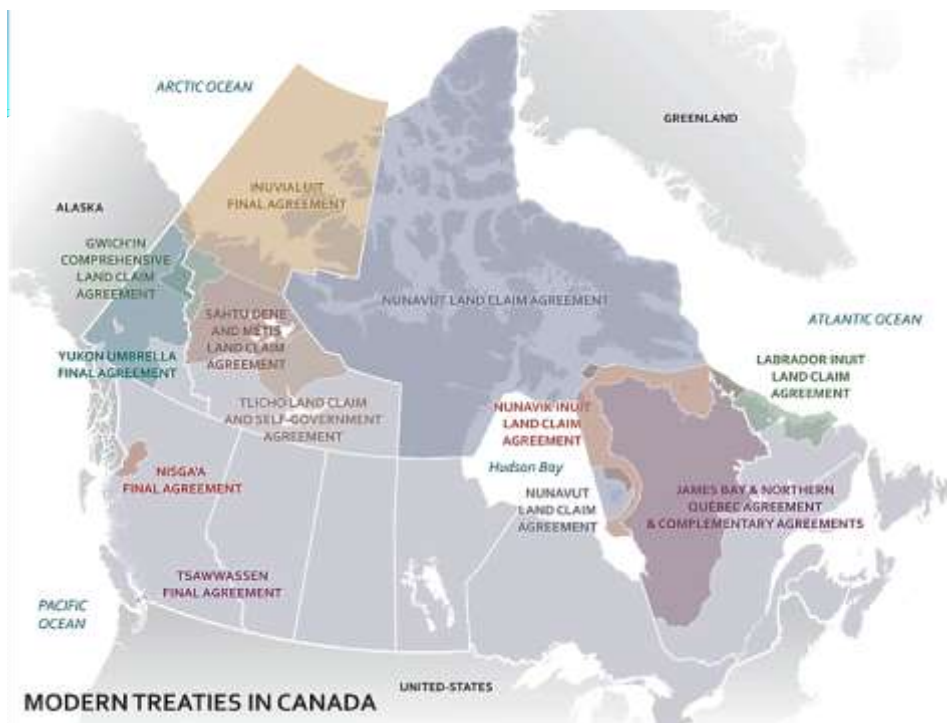 ARCTIC OCEAN
GREENLAND
INUVIALUIT
FINAL AGREEMENT
ALASKA
GWICH'IN
COMPREHENSIVE
LAND CLAIM
AGREEMENT
NUNAVUT LAND CLAIM AGREEMENT
SAHTU DENE
AND METIS
LAND CLAIM
AGREEMENT
ATLANTIC OCEAN
YUKON UMBRELLA
FINAL AGREEMENT
LABRADOR INUIT
LAND CLAIM
AGREEMENT
TLICHO LAND CLAIM
AND SELF-GOVERNMENT
AGREEMENT
NUNAVIK INUIT
LAND CLAIM
AGREEMENT
Hudson Bay
NISGA'A
FINAL AGREEMENT
NUNAVUT
LAND CLAIM
AGREEMENT
JAMES BAY & NORTHERN
QUÉBEC AGREEMENT
& COMPLEMENTARY AGREEMENTS
TSAWWASSEN
FINAL AGREEMENT
PACIFIC
OCEAN
UNITED-STATES
MODERN TREATIES IN CANADA